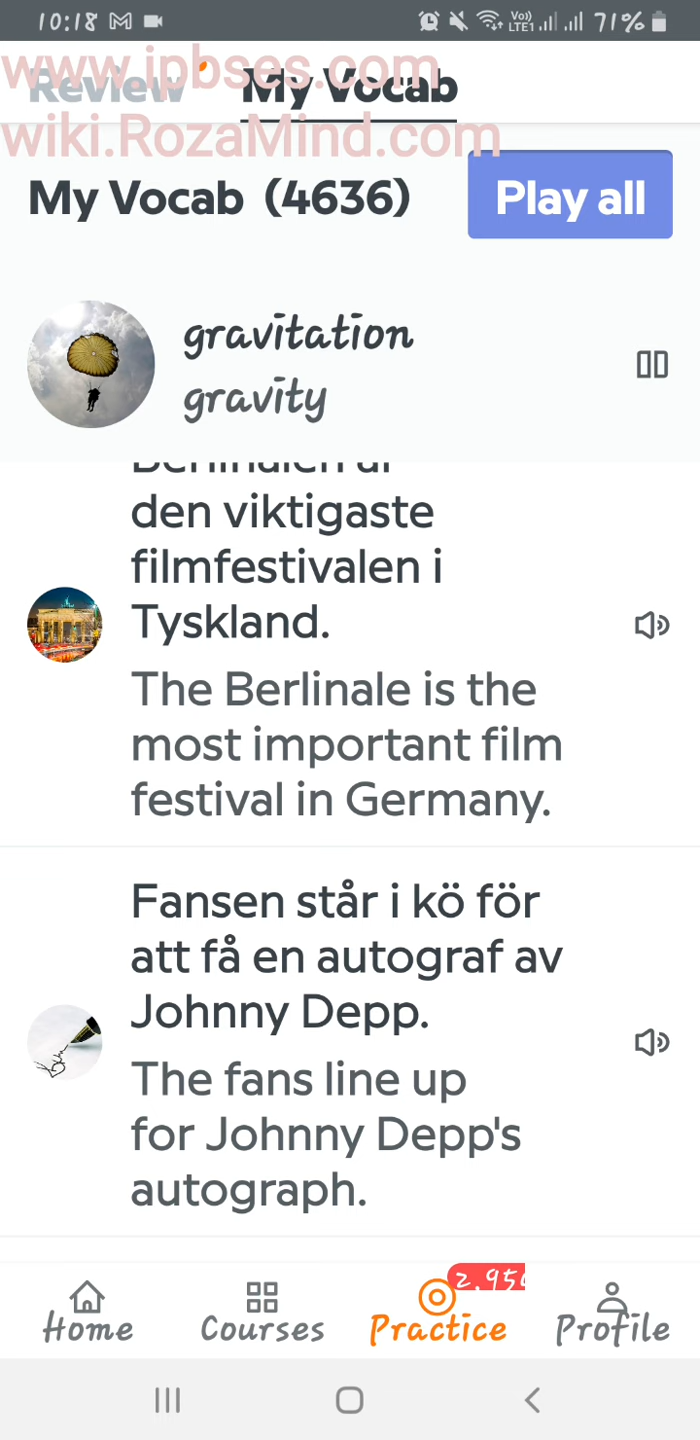 10:18
Vo))
LTE1
71%
www.ipbses.com
Review My Vocab
wiki.RozaMind.com
My Vocab (4636) Play all
gravitation
gravity
Berlinalen är
den viktigaste
filmfestivalen i
Tyskland.
The Berlinale is the
most important film
festival in Germany.
Fansen står i kö för
att få en autograf av
Johnny Depp.
The fans line up
for Johnny Depp's
autograph.
Home Courses Practice Profile